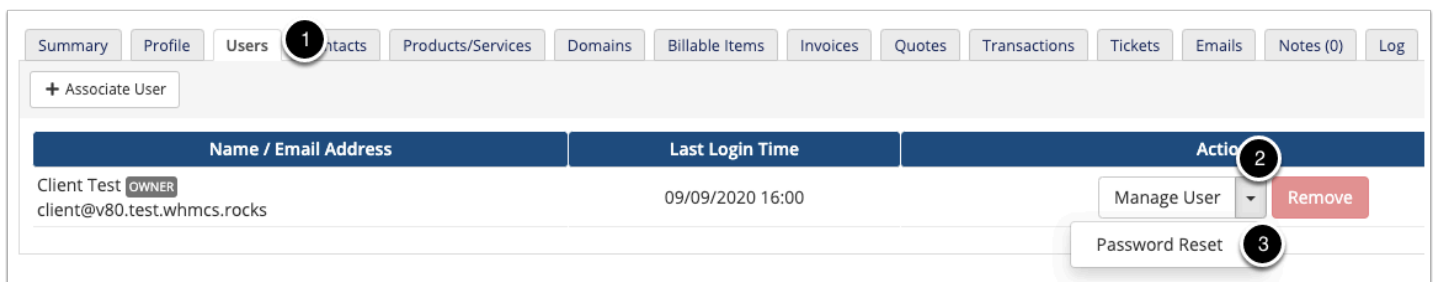 Summary Profile Users 1 ntacts Products/Services Domains Billable Items Invoices Quotes Transactions Tickets Emails Notes (0) Log
+ Associate User
Name / Email Address Last Login Time Actio 2
Client Test OWNER
client@v80.test.whmcs.rocks
09/09/2020 16:00
Manage User Remove
Password Reset 3